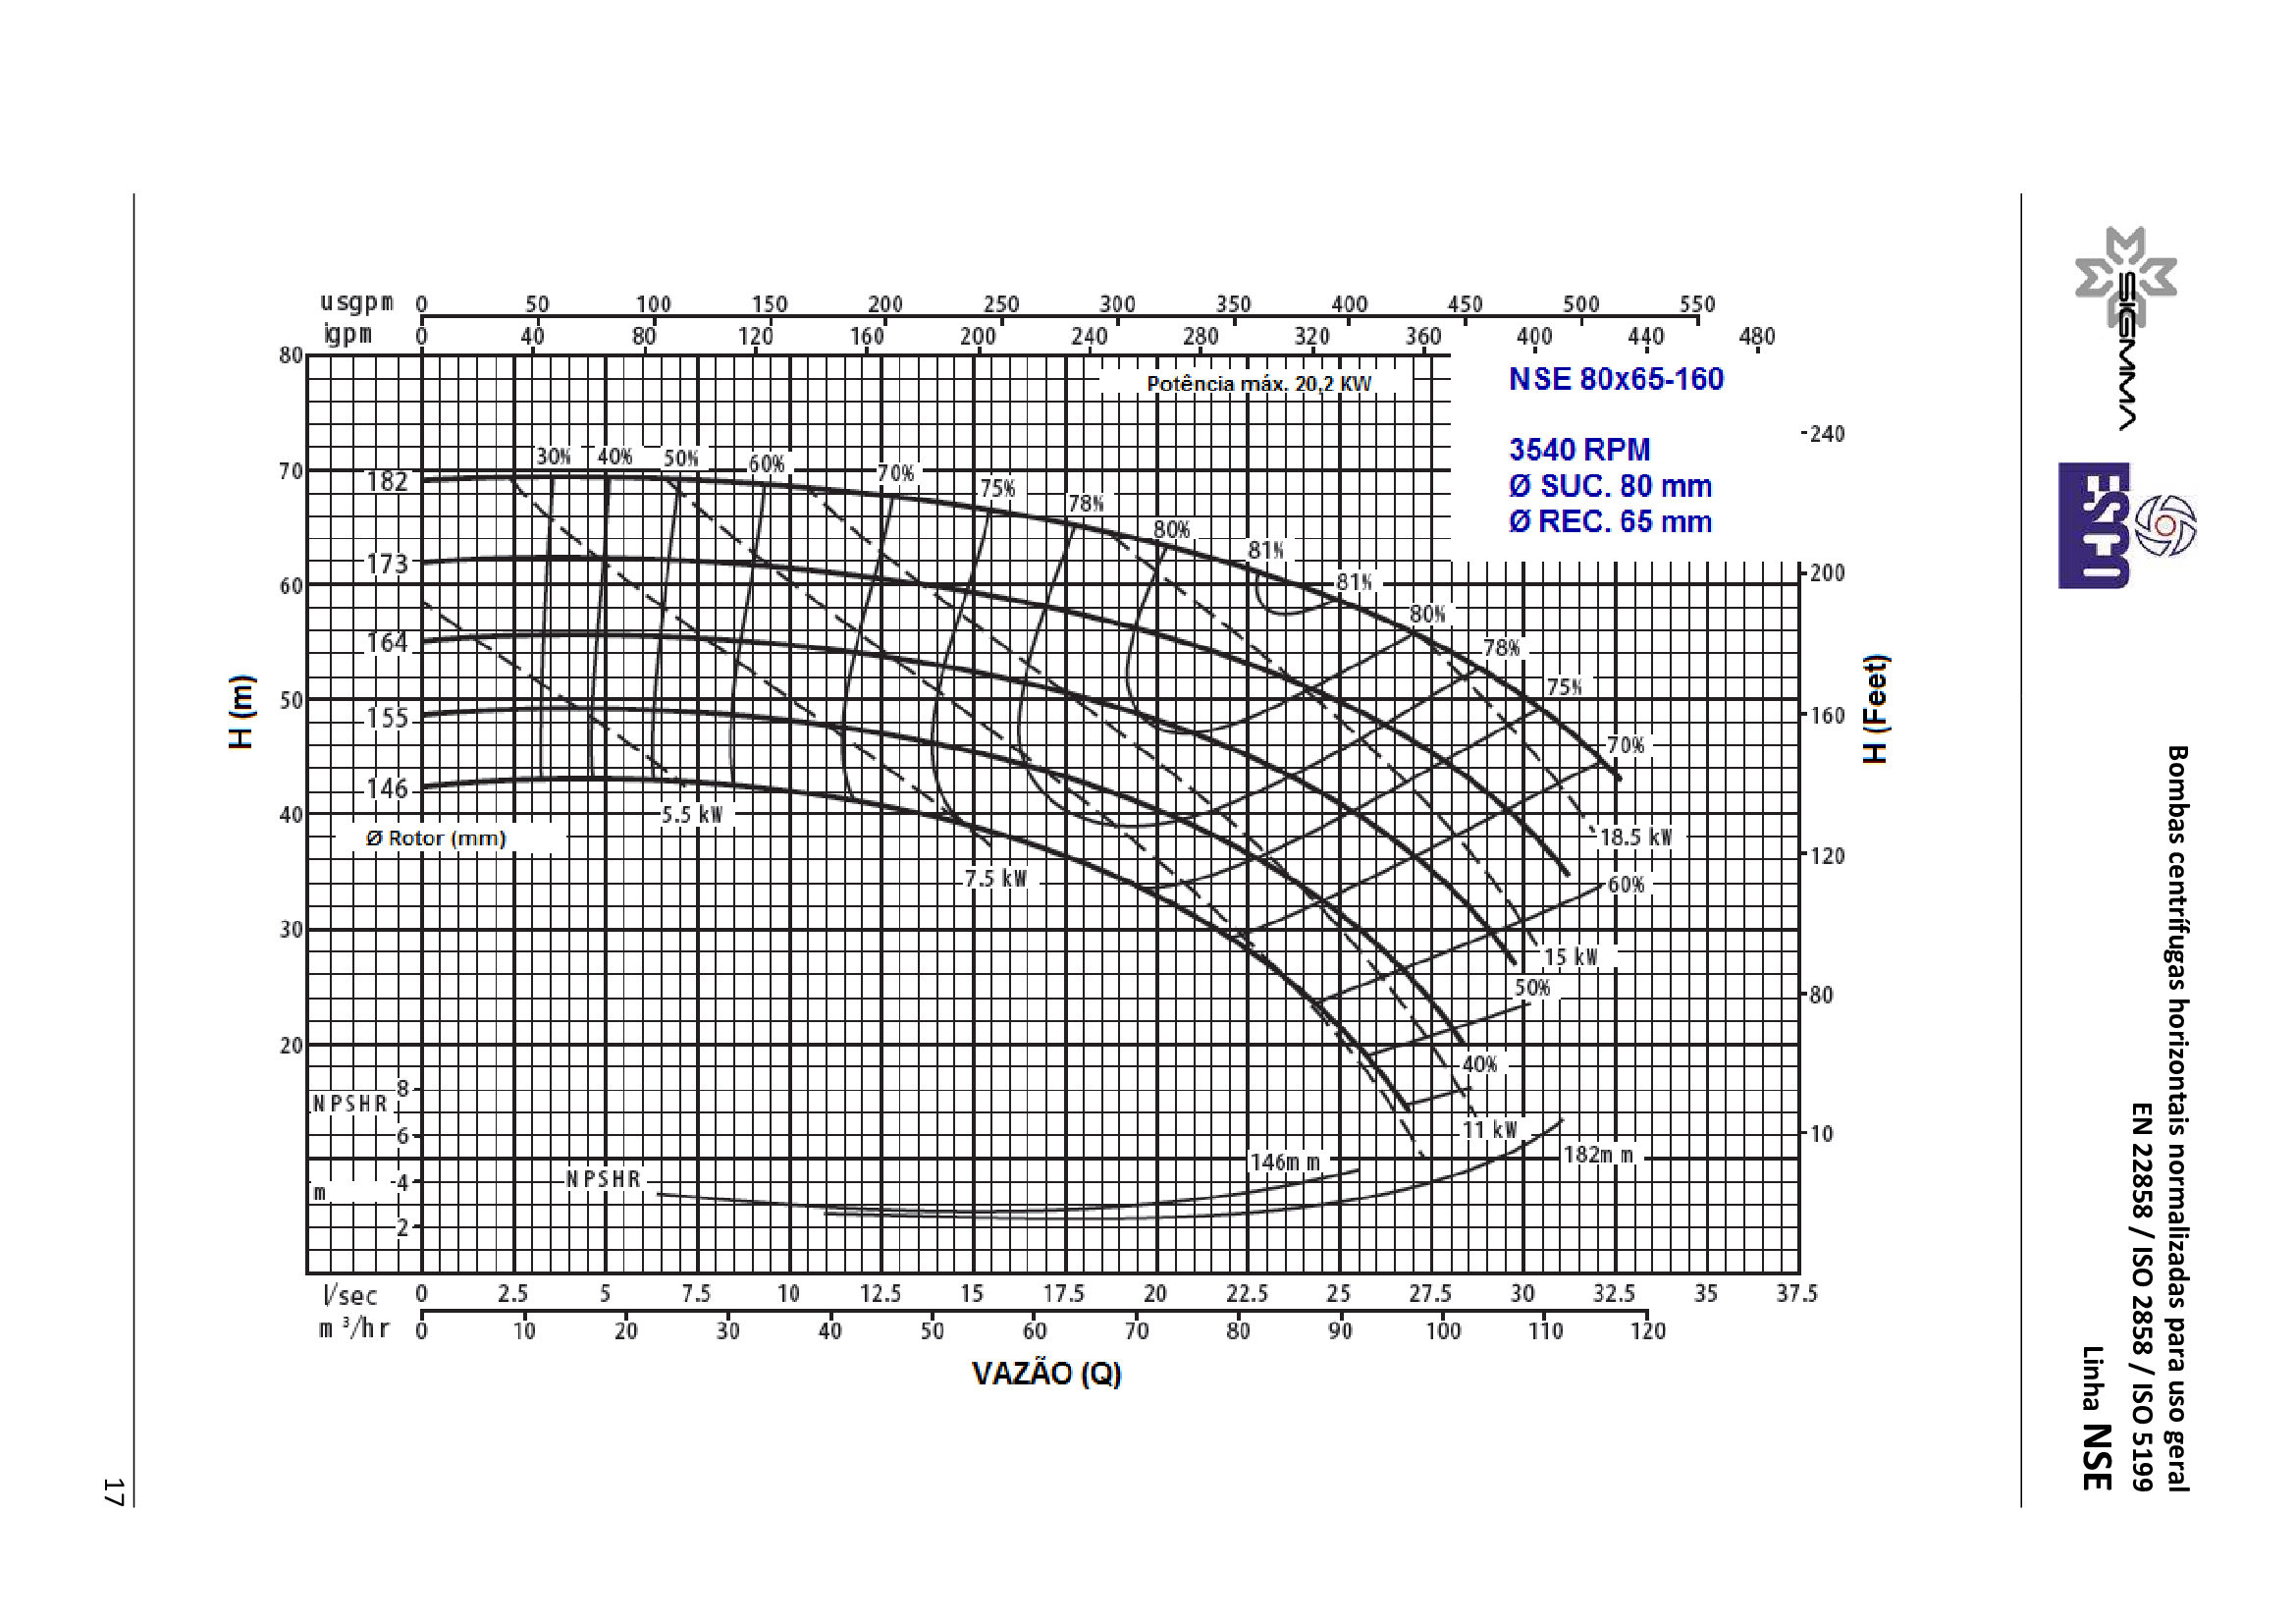 usgpm 0 50 100 150 200 250 300 350 400 450 500 550
igpm 0 40 80 120 160 200 240 280 320 360 400 440 480
Potência máx. 20,2 KW
NSE 80x65-160
3540 RPM
Ø SUC. 80 mm
Ø REC. 65 mm
H (m)
80
70
60
50
40
30
20
182
173
164
155
146
Ø Rotor (mm)
30% 40% 50% 60% 70% 75% 78% 80% 81%
81%
80%
78%
75%
70%
60%
50%
40%
5.5 kW
7.5 kW
18.5 kW
15 kW
11 kW
NPSHR
m
8
6
4
2
NPSHR
146mm
182mm
240
200
160
120
80
10
H (Feet)
l/sec 0 2.5 5 7.5 10 12.5 15 17.5 20 22.5 25 27.5 30 32.5 35 37.5
m³/hr 0 10 20 30 40 50 60 70 80 90 100 110 120
VAZÃO (Q)
SIGMMA
ESCO
Bombas centrífugas horizontais normalizadas para uso geral
EN 22858 / ISO 2858 / ISO 5199
Linha NSE
17